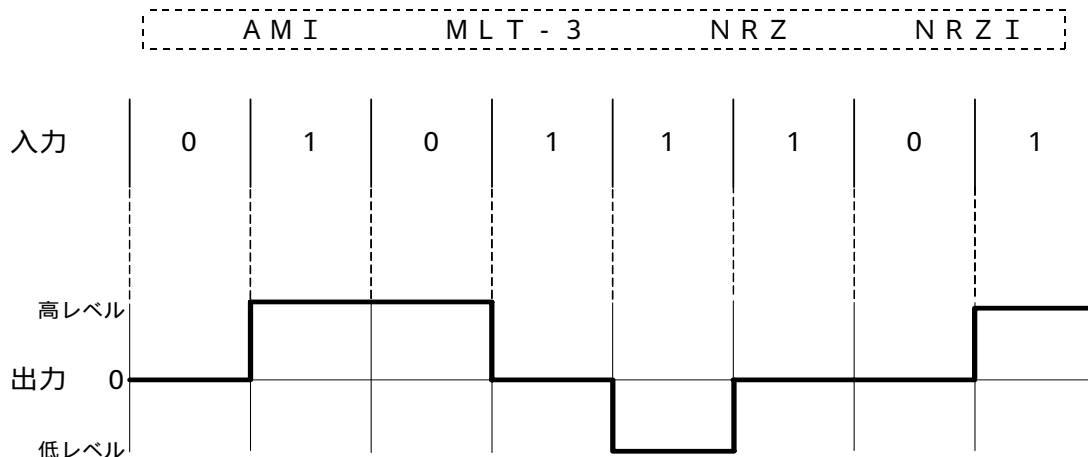 ＡＭＩ ＭＬＴ-３ ＮＲＺ ＮＲＺＩ
入力 0 1 0 1 1 1 0 1
高レベル
出力 0
低レベル